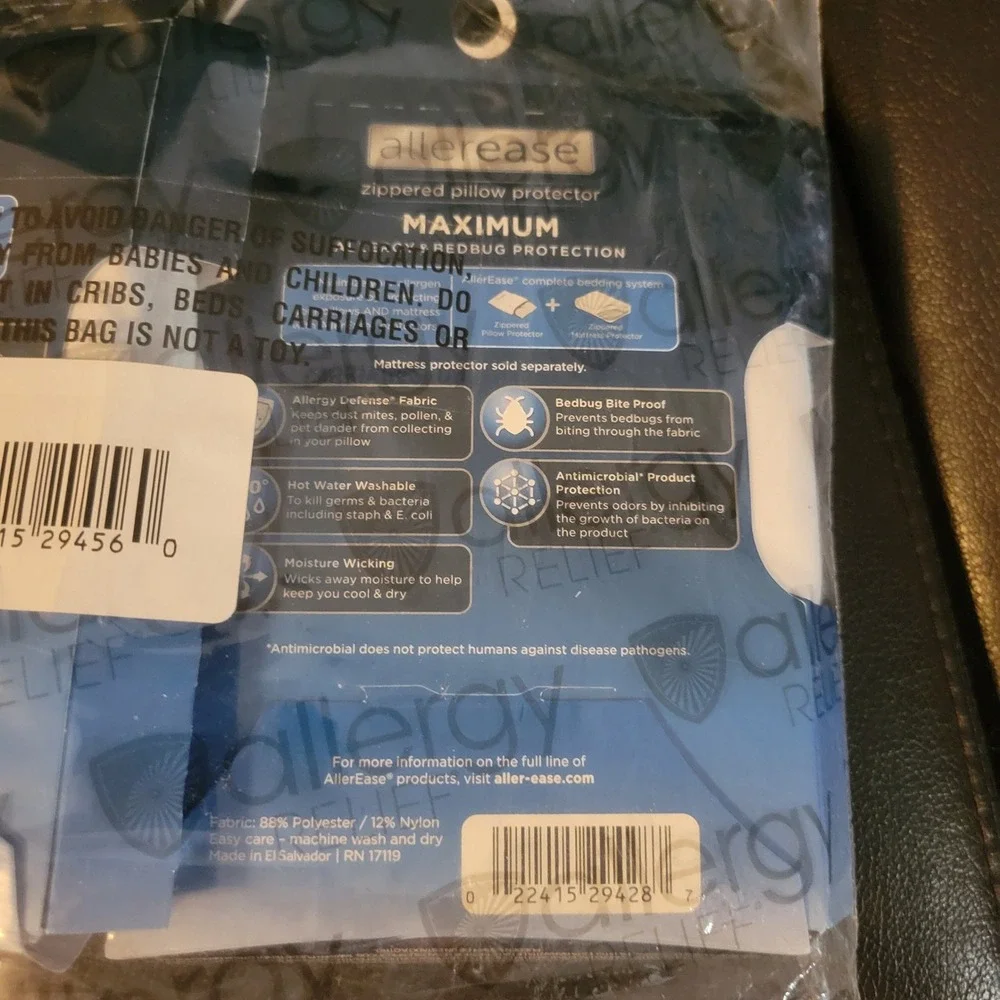 allerease
zippered pillow protector
MAXIMUM
ALLERGY & BEDBUG PROTECTION
TO AVOID DANGER OF SUFFOCATION,
FROM BABIES AND CHILDREN, DO
IN CRIBS, BEDS, CARRIAGES OR
THIS BAG IS NOT A TOY.
AllerEase® complete bedding system
Zippered
Pillow Protector
+
Zippered
Mattress Protector
AND mattress
Mattress protector sold separately.
Allergy Defense® Fabric
Keeps dust mites, pollen, &
pet dander from collecting
in your pillow
Bedbug Bite Proof
Prevents bedbugs from
biting through the fabric
Hot Water Washable
To kill germs & bacteria
including staph & E. coli
Antimicrobial* Product
Protection
Prevents odors by inhibiting
the growth of bacteria on
the product
Moisture Wicking
Wicks away moisture to help
keep you cool & dry
15 29456 0
*Antimicrobial does not protect humans against disease pathogens.
For more information on the full line of
AllerEase® products, visit aller-ease.com
Fabric: 88% Polyester / 12% Nylon
Easy care - machine wash and dry
Made in El Salvador | RN 17119
0 22415 29428 7
allergy
RELIEF
allergy
RELIEF
allergy
RELIEF